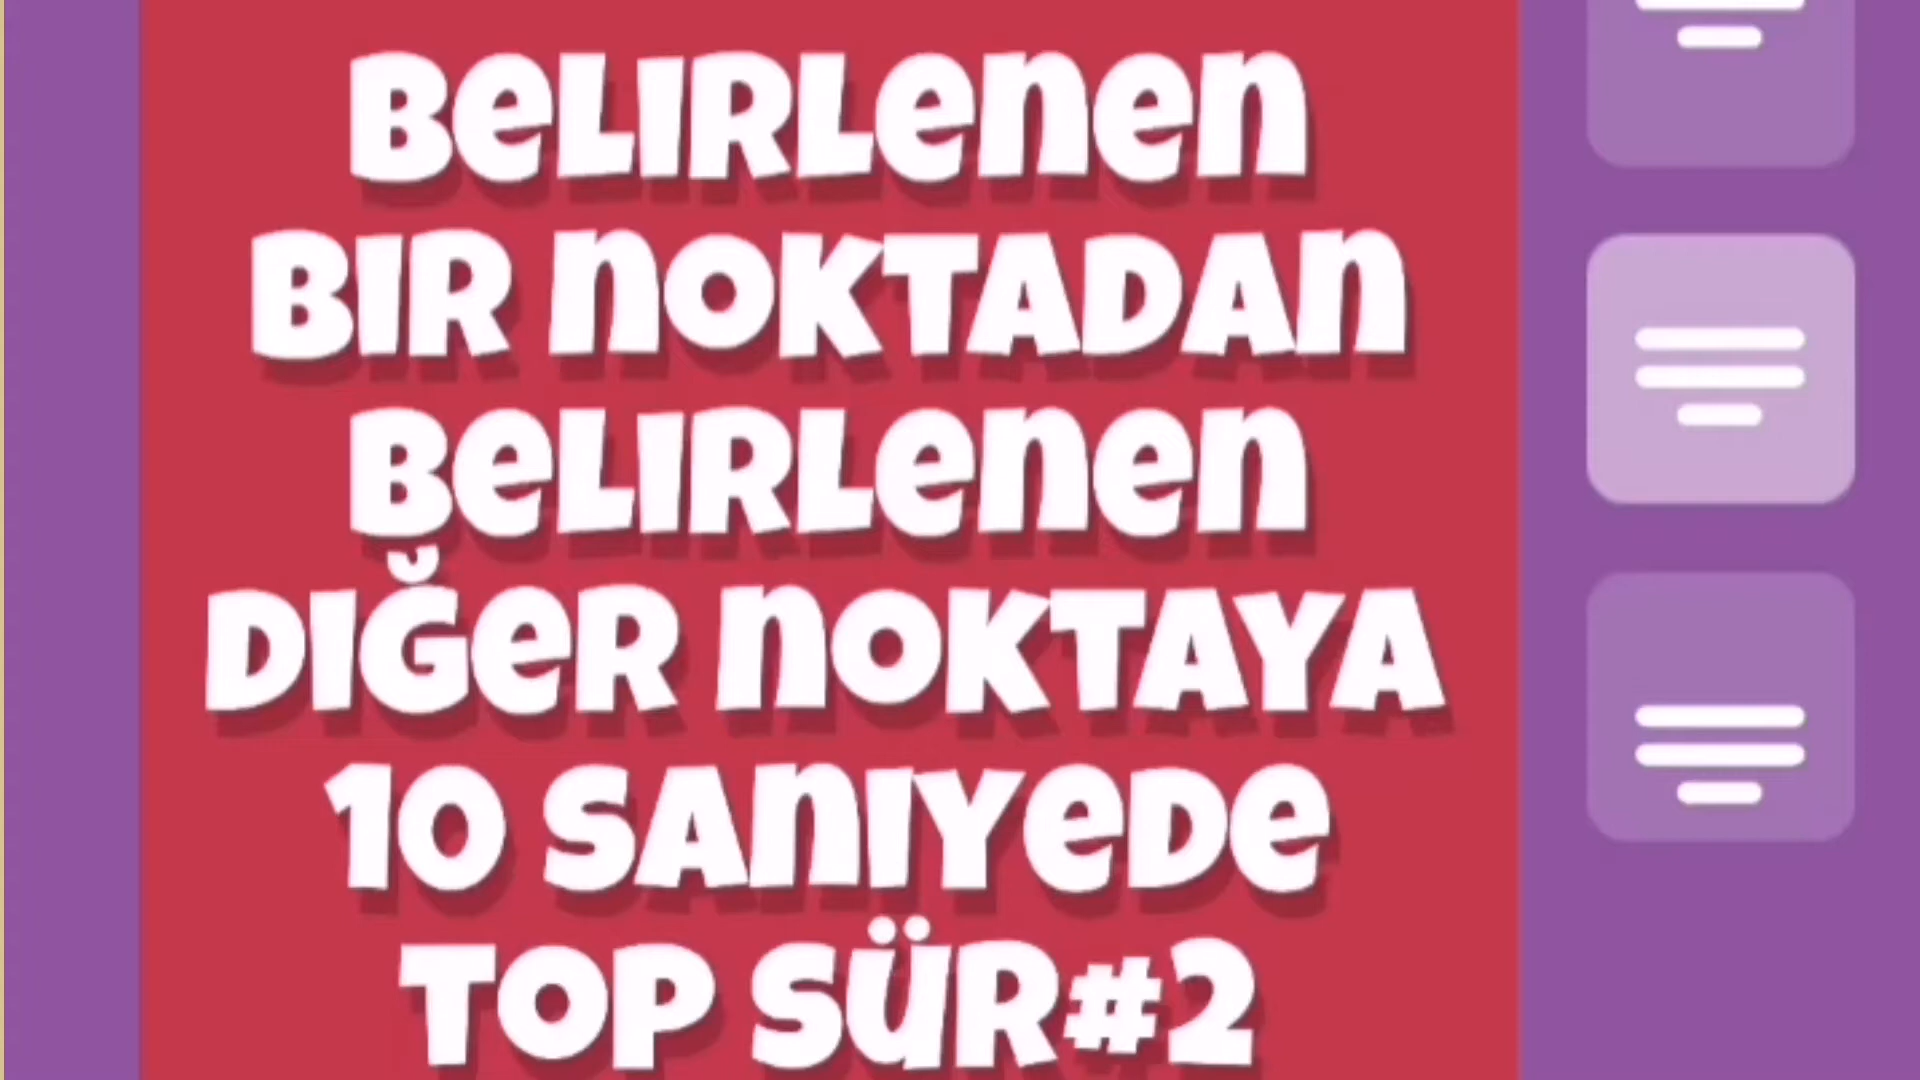 BELIRLENEN
BIR NOKTADAN
BELIRLENEN
DIĞER NOKTAYA
10 SANIYEDE
TOP SÜR#2